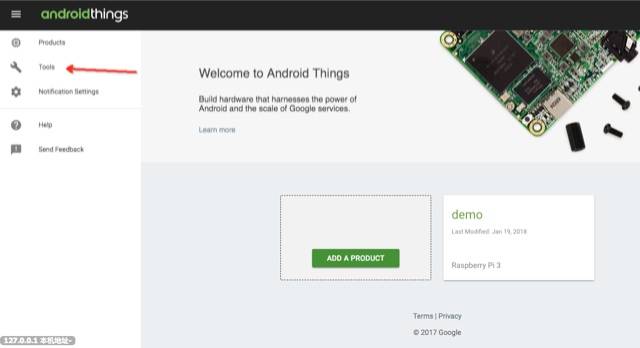 androidthings
Products
Tools
Notification Settings
Help
Send Feedback
Welcome to Android Things
Build hardware that harnesses the power of
Android and the scale of Google services.
Learn more
ADD A PRODUCT
demo
Last Modified: Jan 19, 2018
Raspberry Pi 3
Terms | Privacy
© 2017 Google
127.0.0.1 本机地址~